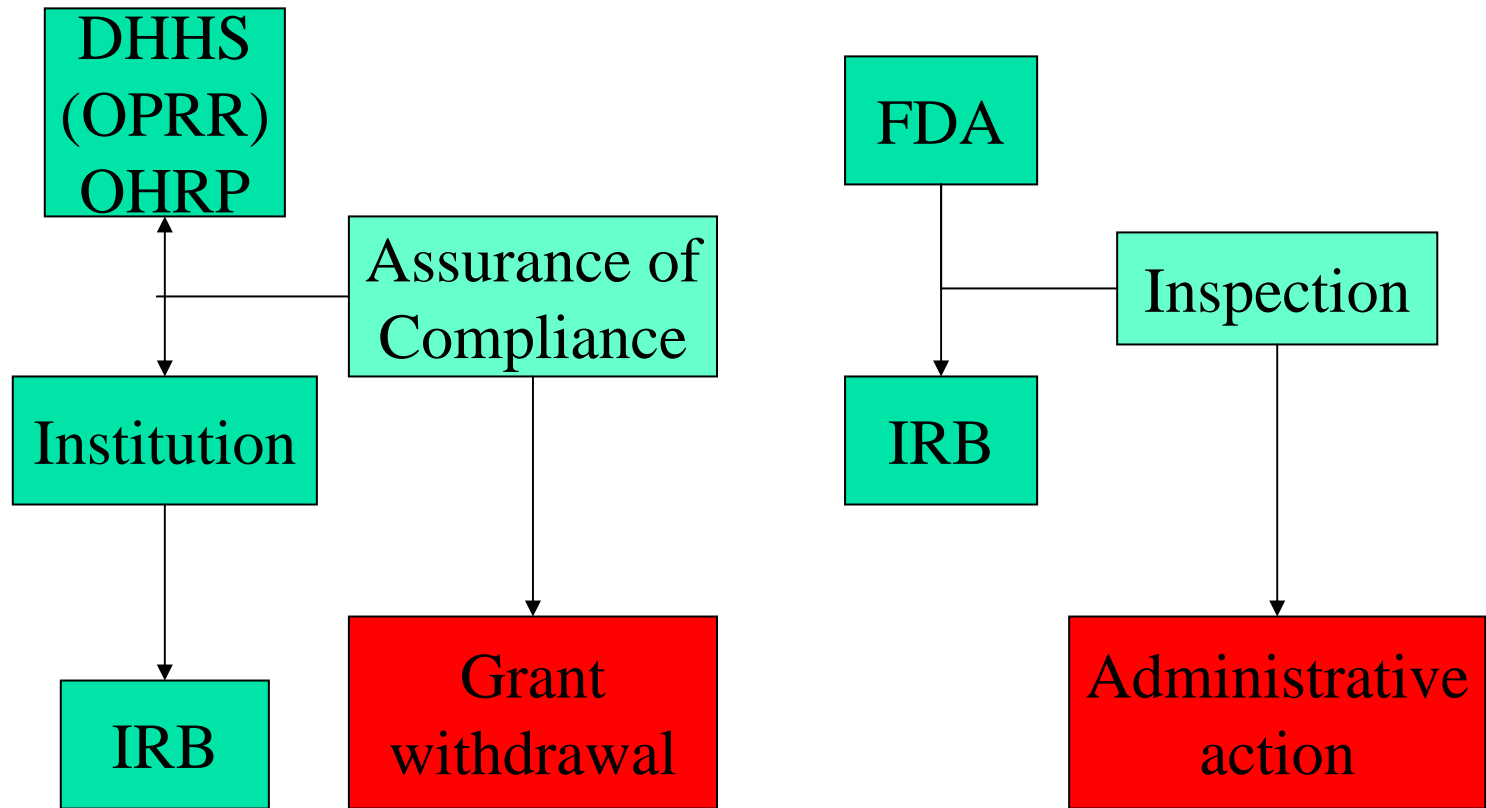 DHHS
(OPRR)
OHRP
Assurance of
Compliance
Institution
IRB
Grant
withdrawal
FDA
Inspection
IRB
Administrative
action